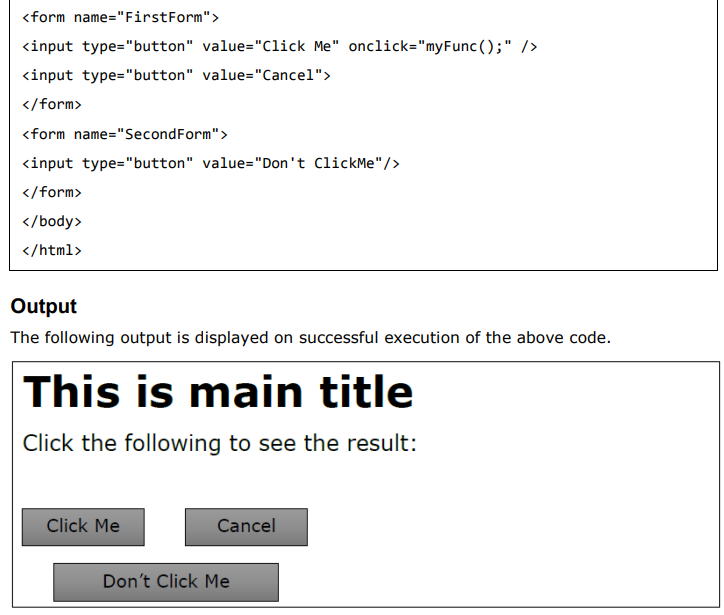 <form name="FirstForm">
<input type="button" value="Click Me" onclick="myFunc();" />
<input type="button" value="Cancel">
</form>
<form name="SecondForm">
<input type="button" value="Don't ClickMe"/>
</form>
</body>
</html>
Output
The following output is displayed on successful execution of the above code.
This is main title
Click the following to see the result:
Click Me Cancel
Don’t Click Me